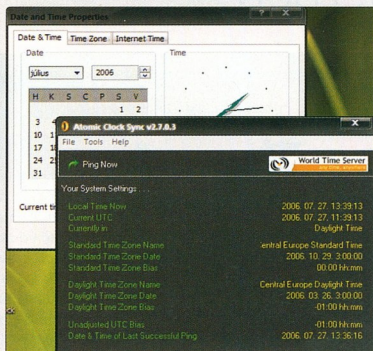 Date and Time Properties
Date & Time Time Zone Internet Time
Date Time
július 2006
H K S C P S V
1 2
3 4
10 1
17 1
24 2
31
Current tim
Atomic Clock Sync v2.7.0.3
File Tools Help
Ping Now
World Time Server
Your System Settings . . .
Local Time Now 2006. 07. 27. 13:39:13
Current UTC 2006. 07. 27. 11:39:13
Currently in Daylight Time
Standard Time Zone Name entral Europe Standard Time
Standard Time Zone Date 2006. 10. 29. 3:00:00
Standard Time Zone Bias 00:00 hh:mm
Daylight Time Zone Name Central Europe Daylight Time
Daylight Time Zone Date 2006. 03. 26. 3:00:00
Daylight Time Zone Bias -01:00 hh:mm
Unadjusted UTC Bias -01:00 hh:mm
Date & Time of Last Successful Ping 2006. 07. 27. 13:36:16